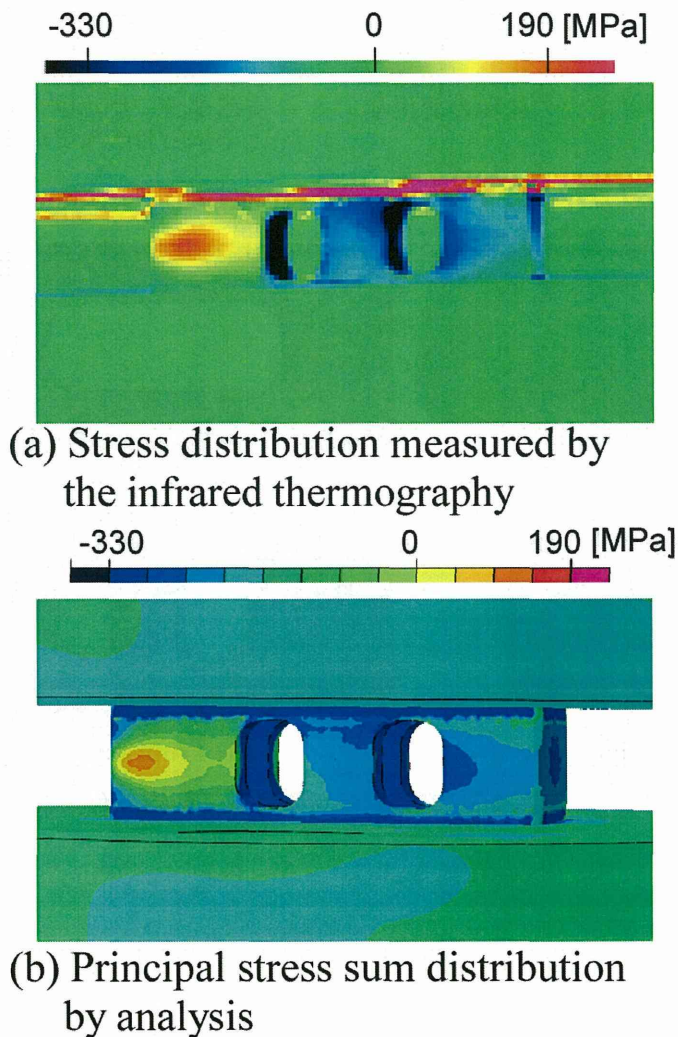 -330 0 190 [MPa]
(a) Stress distribution measured by
the infrared thermography
-330 0 190 [MPa]
(b) Principal stress sum distribution
by analysis